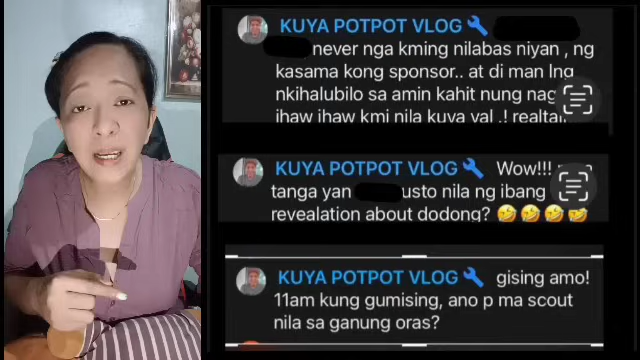 KUYA POTPOT VLOG
never nga kming nilabas niyan , ng
kasama kong sponsor.. at di man lng
nkihalubilo sa amin kahit nung
ihaw ihaw kmi nila kuya val .!
KUYA POTPOT VLOG Wow!!!
tanga yan usto nila ng ibang
revealation about dodong? 🤣🤣🤣🤣
KUYA POTPOT VLOG gising amo!
11am kung gumising, ano p ma scout
nila sa ganung oras?